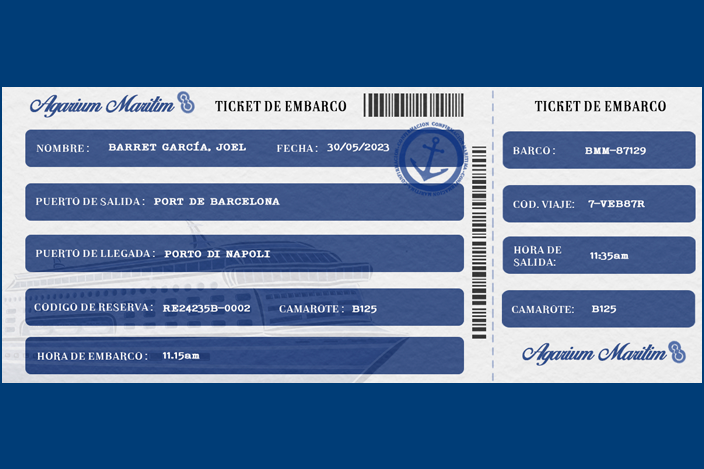 Agarium Maritim
TICKET DE EMBARCO
NOMBRE: BARRET GARCÍA, JOEL FECHA: 30/05/2023
PUERTO DE SALIDA: PORT DE BARCELONA
PUERTO DE LLEGADA: PORTO DI NAPOLI
CODIGO DE RESERVA: RE24235B-0002 CAMAROTE: B125
HORA DE EMBARCO: 11.15am
TICKET DE EMBARCO
BARCO: BMM-87129
COD. VIAJE: 7-VEB87R
HORA DE
SALIDA: 11:35am
CAMAROTE: B125
Agarium Maritim